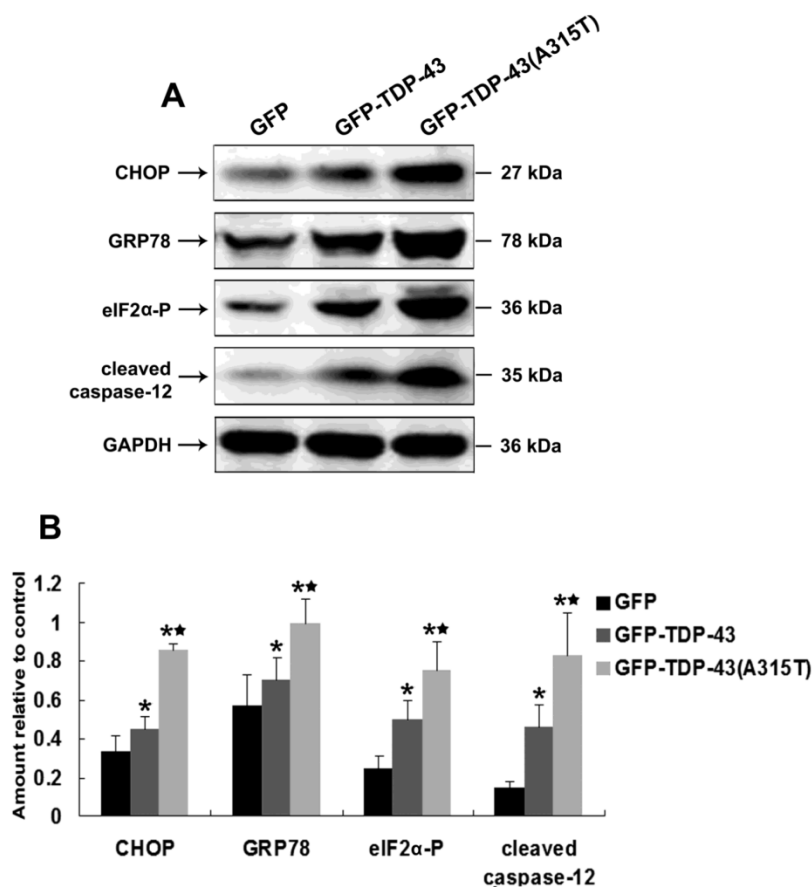 A
GFP
GFP-TDP-43
GFP-TDP-43(A315T)
CHOP → 27 kDa
GRP78 → 78 kDa
eIF2α-P → 36 kDa
cleaved
caspase-12 → 35 kDa
GAPDH → 36 kDa
B
Amount relative to control
1.2
1
0.8
0.6
0.4
0.2
0
*
*★
*
*★
*
*★
*
*★
GFP
GFP-TDP-43
GFP-TDP-43(A315T)
CHOP
GRP78
eIF2α-P
cleaved
caspase-12